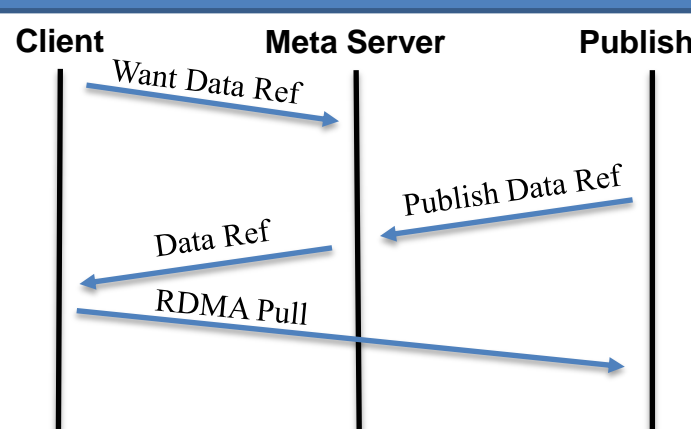 Client
Meta Server
Publish
Want Data Ref
Publish Data Ref
Data Ref
RDMA Pull